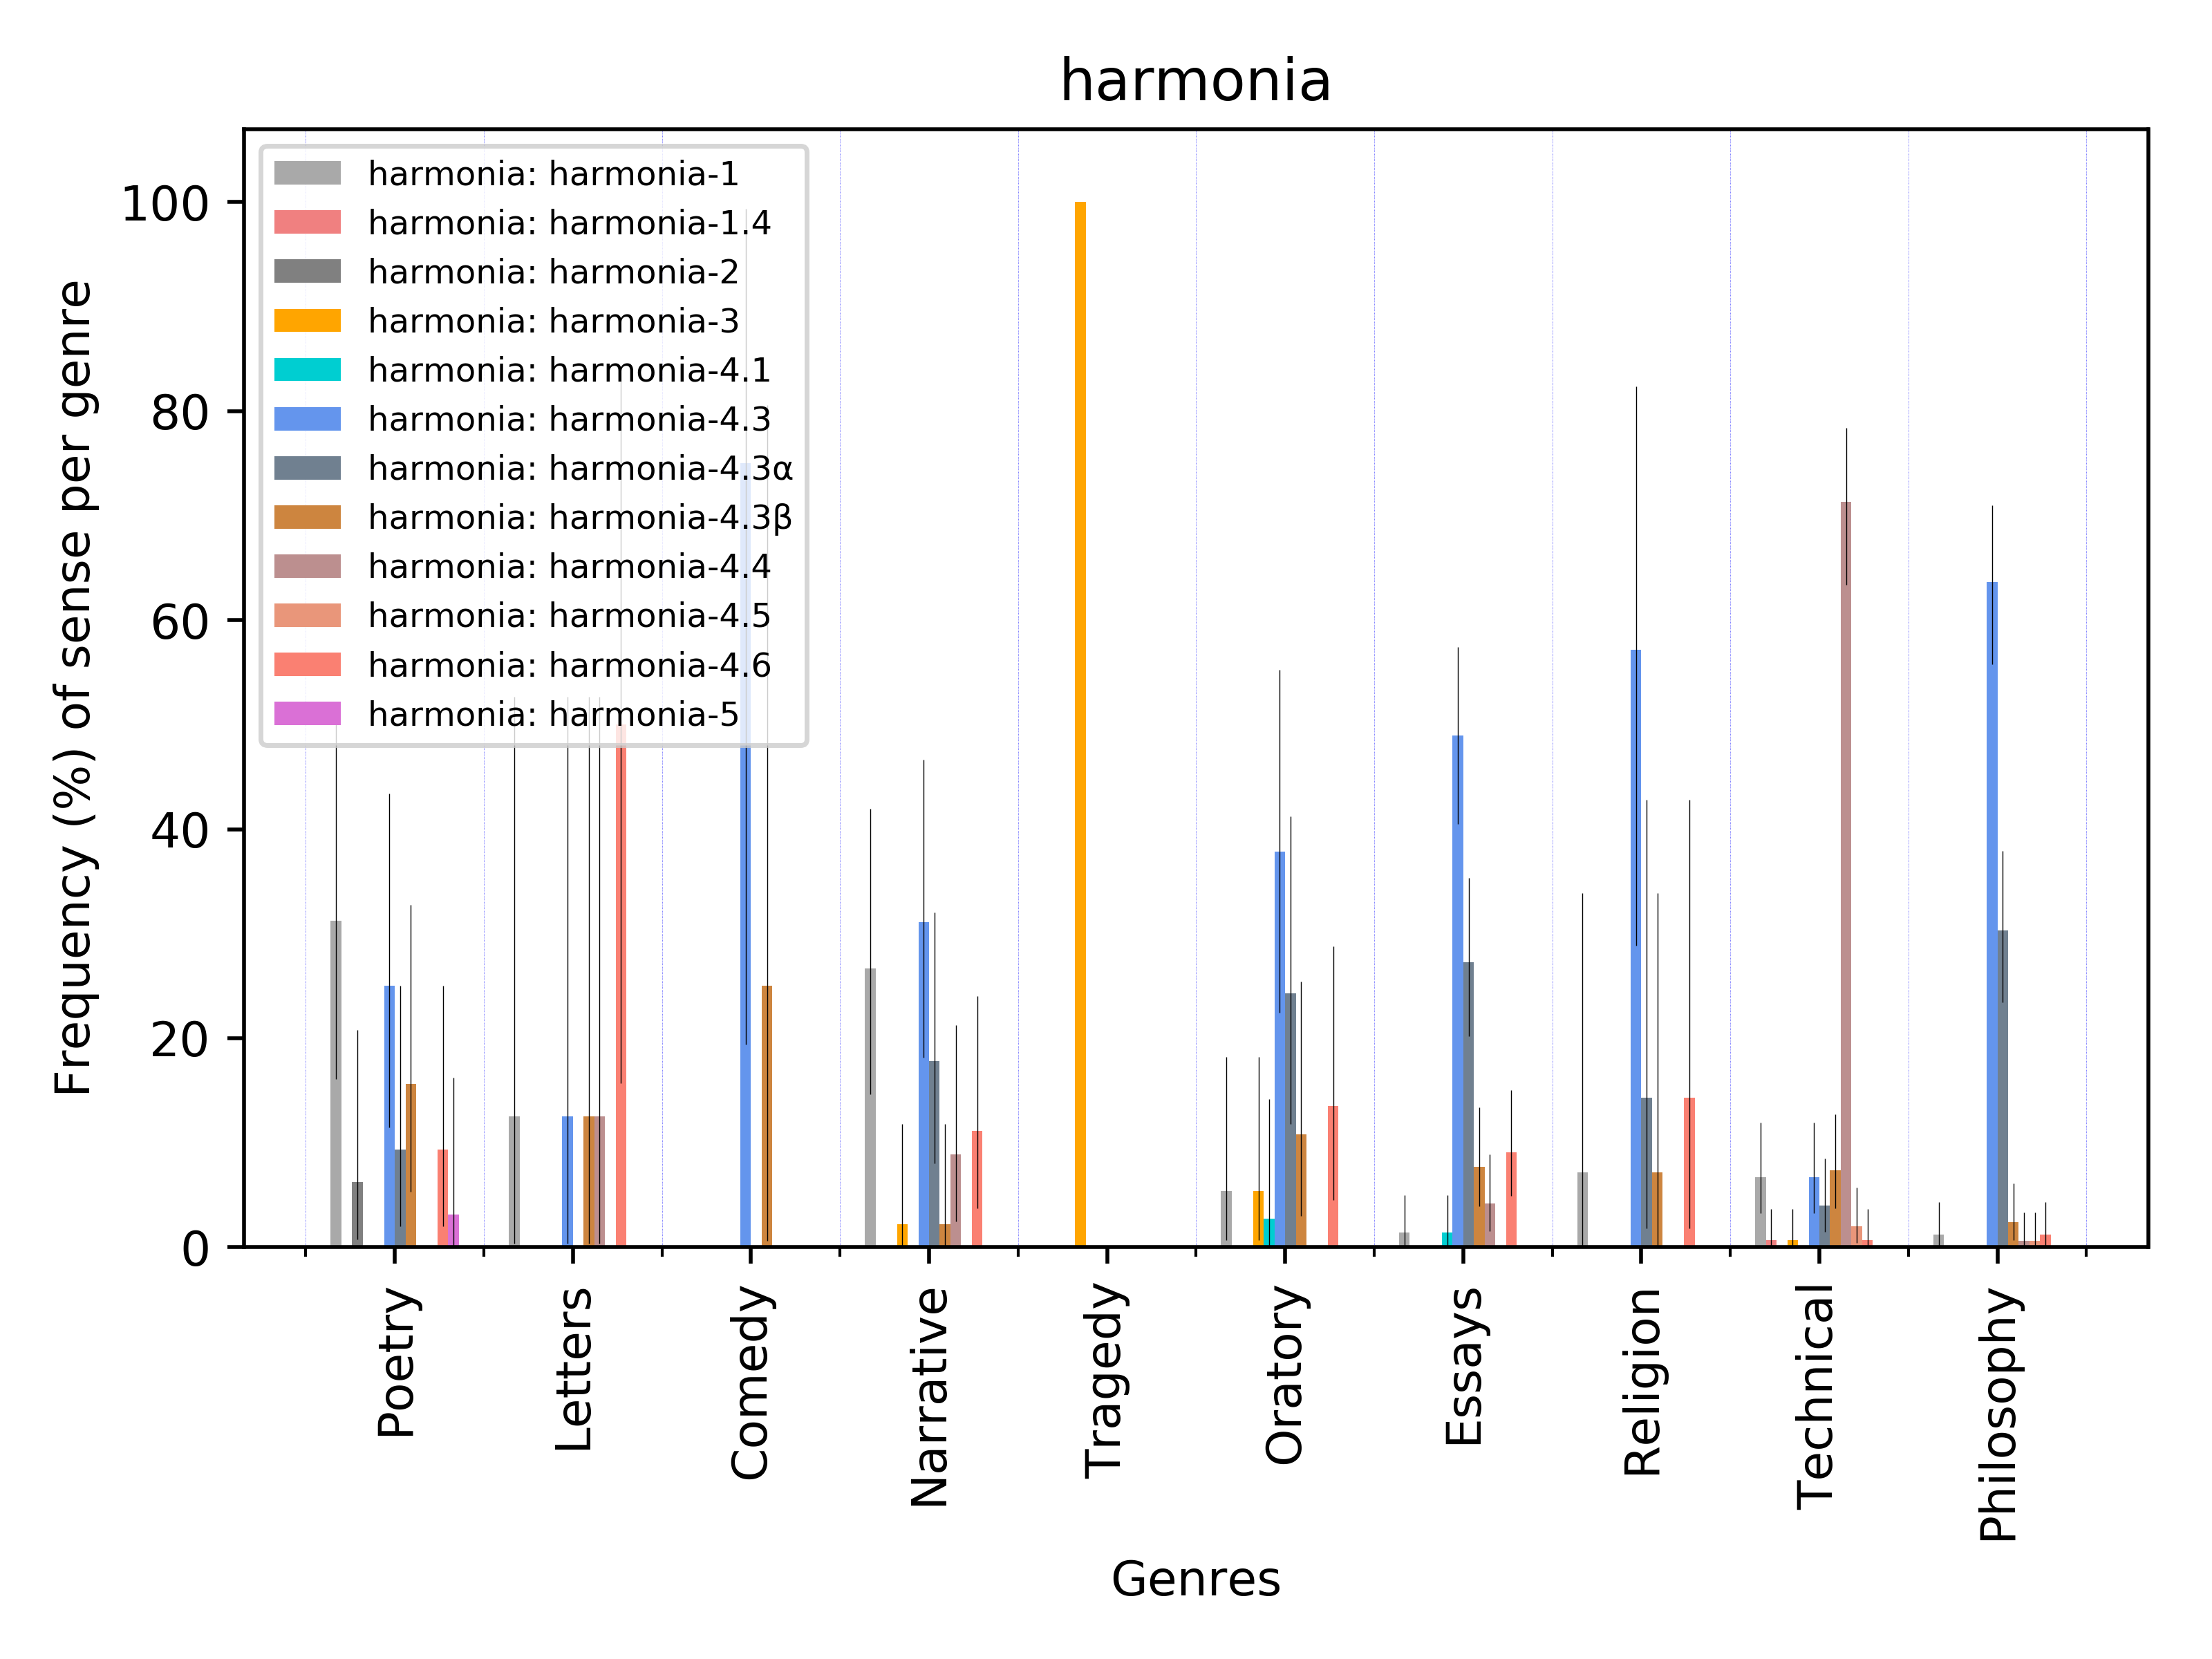 harmonia
harmonia: harmonia-1
harmonia: harmonia-1.4
harmonia: harmonia-2
harmonia: harmonia-3
harmonia: harmonia-4.1
harmonia: harmonia-4.3
harmonia: harmonia-4.3α
harmonia: harmonia-4.3β
harmonia: harmonia-4.4
harmonia: harmonia-4.5
harmonia: harmonia-4.6
harmonia: harmonia-5
Frequency (%) of sense per genre
100
80
60
40
20
0
Poetry
Letters
Comedy
Narrative
Tragedy
Oratory
Essays
Religion
Technical
Philosophy
Genres